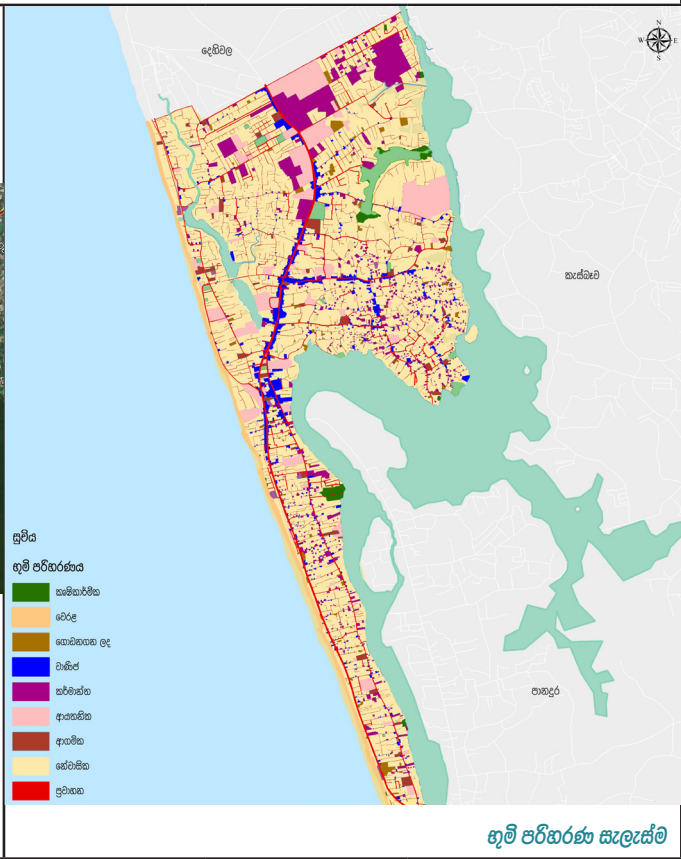 දෙහිවල
N
W E
S
කැස්බෑව
සූචිය
භූමි පරිහරණය
කෘෂිකාර්මික
වෙරළ
ගොඩනගන ලද
වාණිජ
කර්මාන්ත
ආයතනික
ආගමික
නේවාසික
ප්‍රවාහන
පානදුර
භූමි පරිහරණ සැලැස්ම